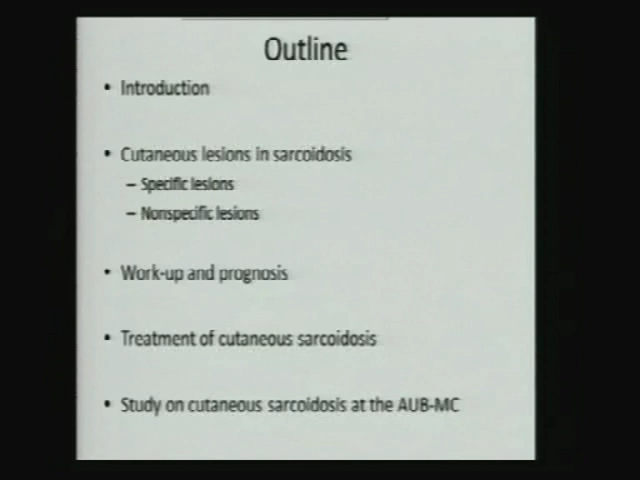 Outline
• Introduction
• Cutaneous lesions in sarcoidosis
– Specific lesions
– Nonspecific lesions
• Work-up and prognosis
• Treatment of cutaneous sarcoidosis
• Study on cutaneous sarcoidosis at the AUB-MC